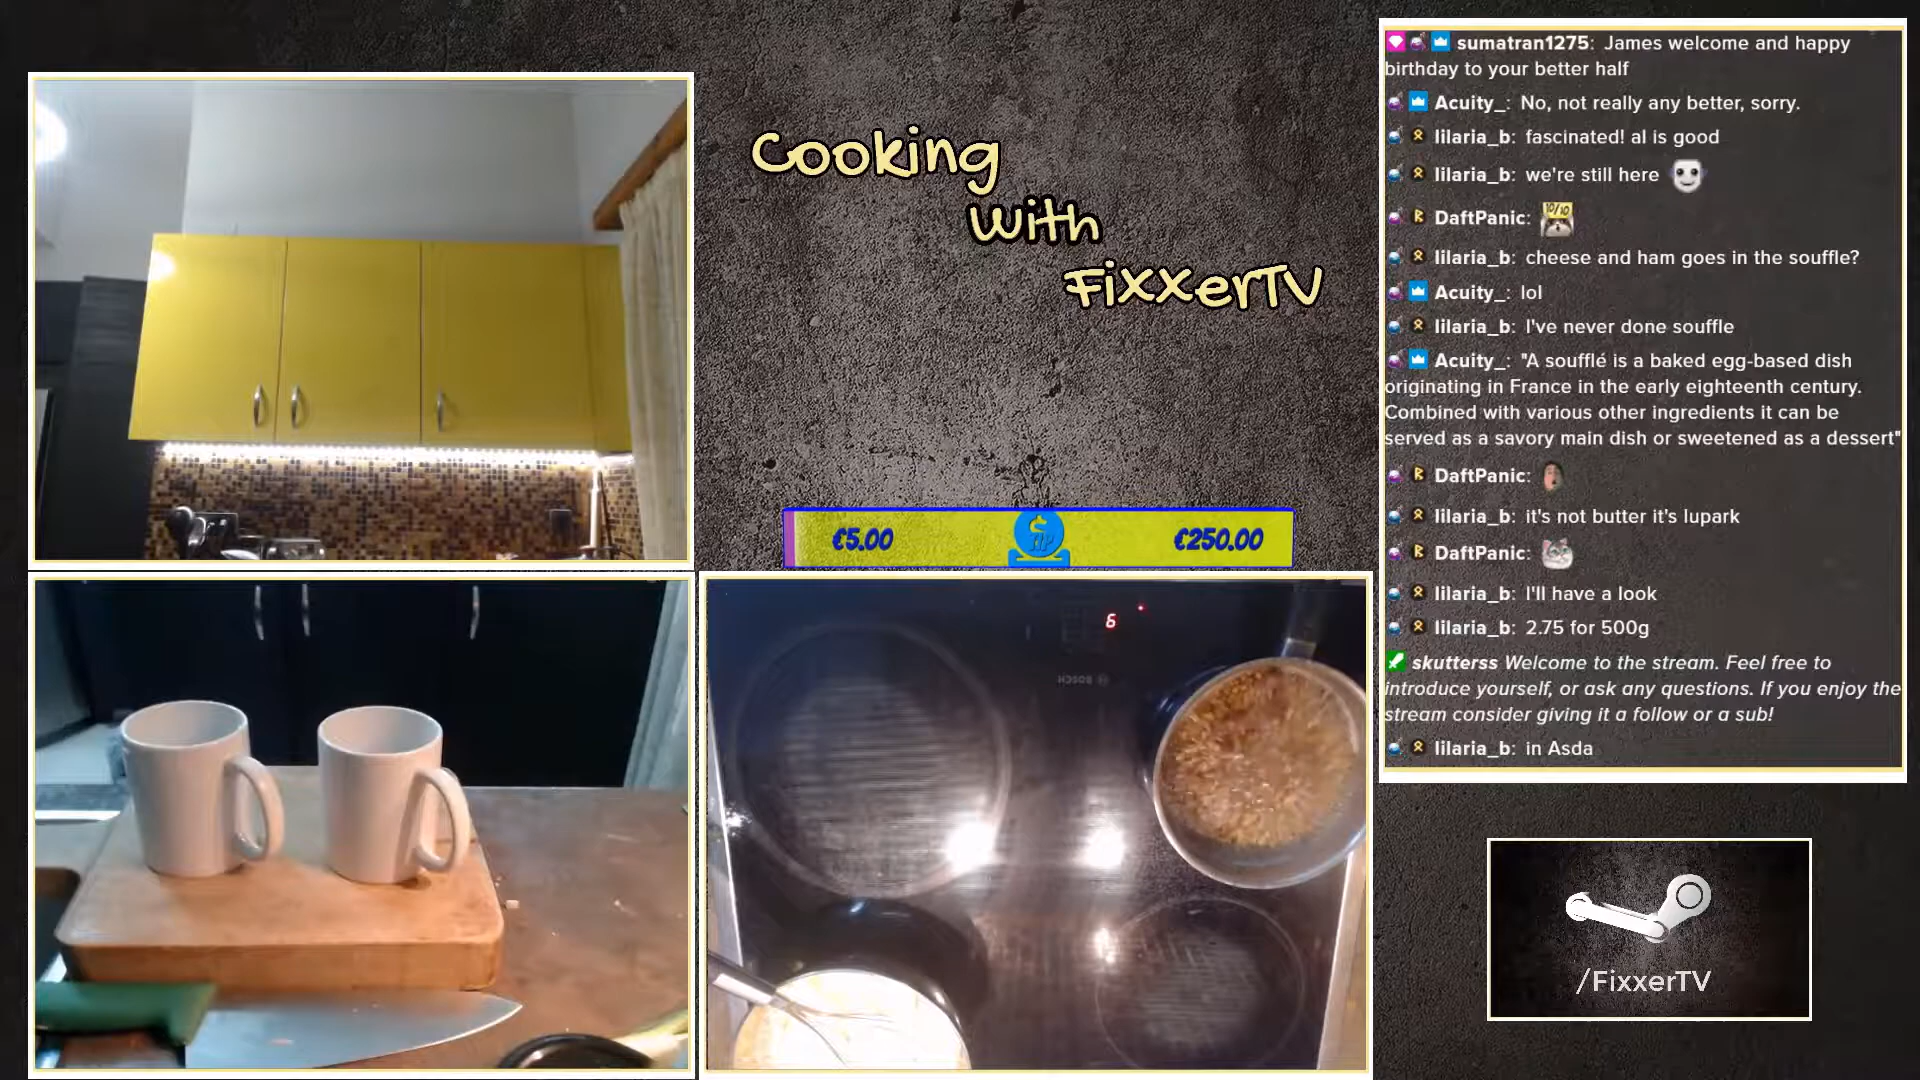 Cooking
With
FixxerTV
€5.00
TIP
€250.00
6
BOSCH
sumatran1275: James welcome and happy
birthday to your better half
Acuity_: No, not really any better, sorry.
lilaria_b: fascinated! al is good
lilaria_b: we're still here
DaftPanic: 10/10
lilaria_b: cheese and ham goes in the souffle?
Acuity_: lol
lilaria_b: I've never done souffle
Acuity_: "A soufflé is a baked egg-based dish
originating in France in the early eighteenth century.
Combined with various other ingredients it can be
served as a savory main dish or sweetened as a dessert"
DaftPanic:
lilaria_b: it's not butter it's lupark
DaftPanic:
lilaria_b: I'll have a look
lilaria_b: 2.75 for 500g
skutterss Welcome to the stream. Feel free to
introduce yourself, or ask any questions. If you enjoy the
stream consider giving it a follow or a sub!
lilaria_b: in Asda
/FixxerTV